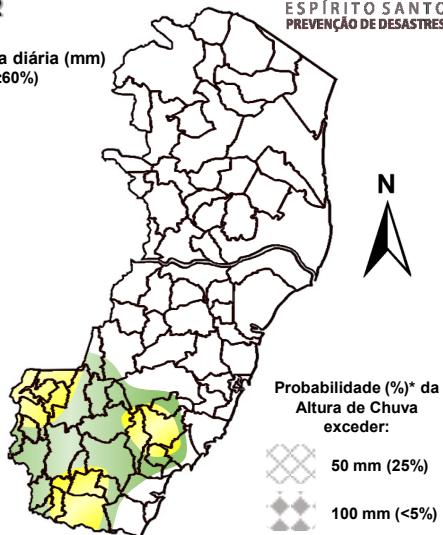 ESPÍRITO SANTO
PREVENÇÃO DE DESASTRES
a diária (mm)
≥60%)
N
Probabilidade (%)* da
Altura de Chuva
exceder:
50 mm (25%)
100 mm (<5%)